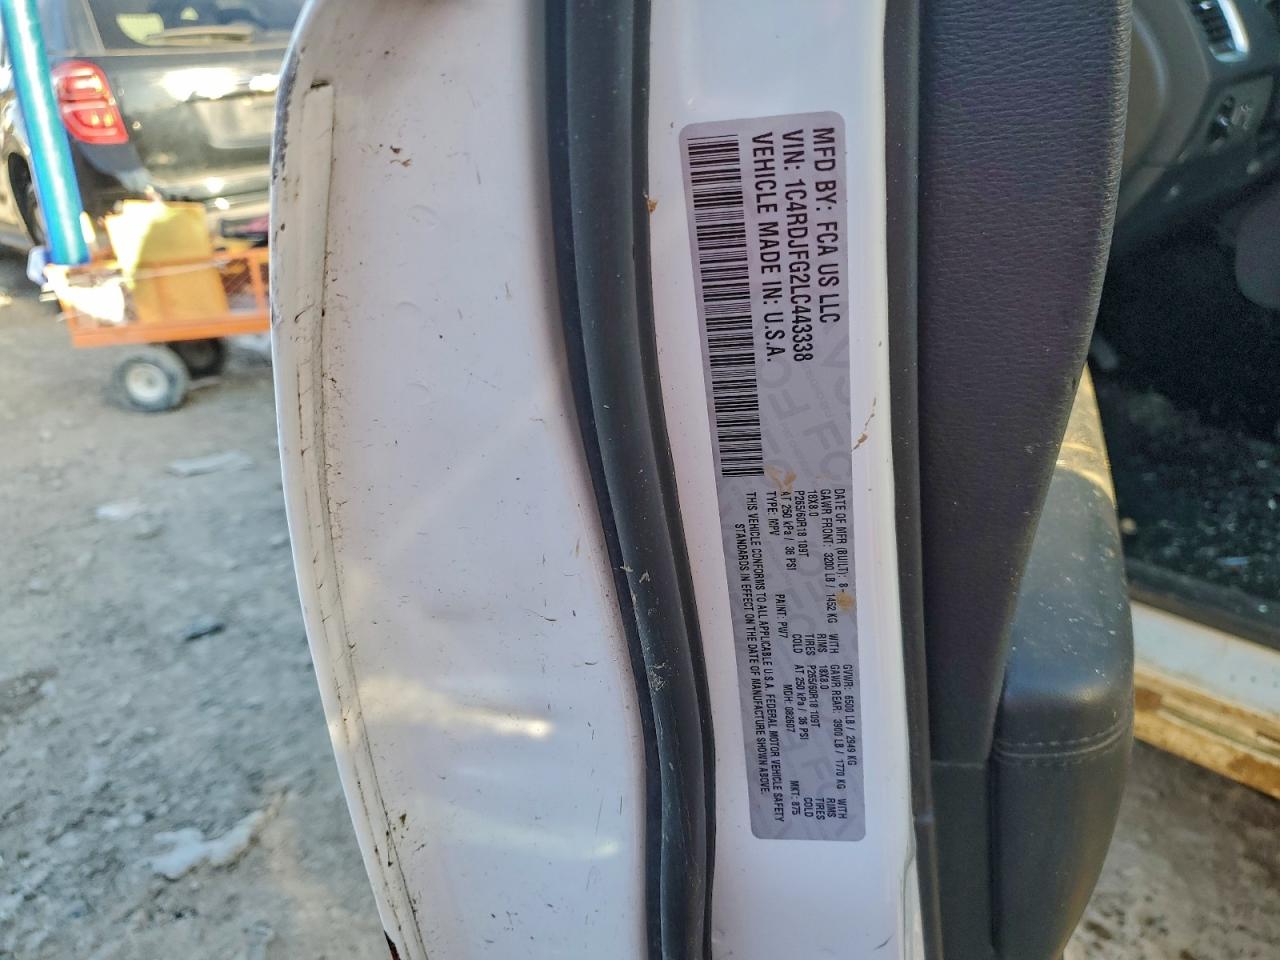 MFD BY: FCA US LLC
VIN: 1C4RDJFG2LC443338
VEHICLE MADE IN: U.S.A.
DATE OF MFR (BUILT): 8- GVWR: 6500 LB / 2949 KG
GAWR FRONT: 3200 LB / 1452 KG WITH GAWR REAR: 3900 LB / 1770 KG WITH
18X8.0 RIMS 18X8.0 RIMS
P265/60R18 109T TIRES P265/60R18 109T TIRES
AT 250 kPa / 36 PSI COLD AT 250 kPa / 36 PSI COLD
TYPE: MPV PAINT: PW7 MDH: 082607 MKT: 875
THIS VEHICLE CONFORMS TO ALL APPLICABLE U.S.A. FEDERAL MOTOR VEHICLE SAFETY
STANDARDS IN EFFECT ON THE DATE OF MANUFACTURE SHOWN ABOVE.